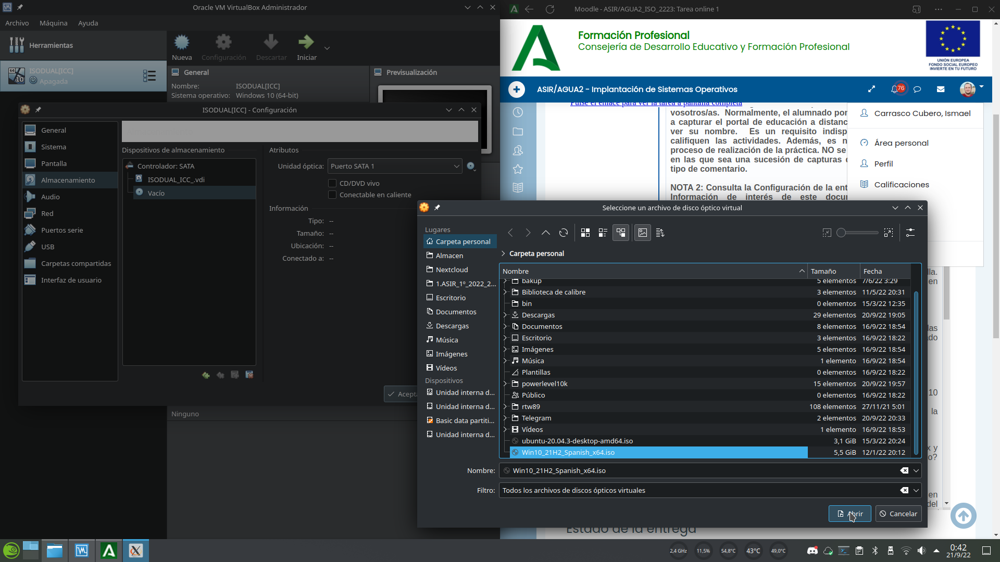 Oracle VM VirtualBox Administrador
Archivo Máquina Ayuda
Herramientas
Nueva Configuración Descartar Iniciar
ISODUAL[ICC]
Apagada
64
10
General
Nombre: ISODUAL[ICC]
Sistema operativo: Windows 10 (64-bit)
Previsualización
ISODUAL[ICC] - Configuración
General
Sistema
Pantalla
Almacenamiento
Audio
Red
Puertos serie
USB
Carpetas compartidas
Interfaz de usuario
Dispositivos de almacenamiento
Controlador: SATA
ISODUAL_ICC_.vdi
Vacío
Atributos
Unidad óptica: Puerto SATA 1
CD/DVD vivo
Conectable en caliente
Información
Tipo: --
Tamaño: --
Ubicación: --
Conectado a: --
Acepta
Ninguno
Moodle - ASIR/AGUA2_ISO_2223: Tarea online 1
Formación Profesional
Consejería de Desarrollo Educativo y Formación Profesional
UNIÓN EUROPEA
FONDO SOCIAL EUROPEO
INVIERTE EN TU FUTURO
ASIR/AGUA2 - Implantación de Sistemas Operativos
76
Pulse el enlace para ver la tarea a pantalla completa
vosotros/as. Normalmente, el alumnado por
a capturar el portal de educación a distanc
ver su nombre. Es un requisito indisp
califiquen las actividades. Además, es n
proceso de realización de la práctica. NO se
en las que sea una sucesión de capturas
tipo de comentario.
NOTA 2: Consulta la Configuración de la ent
Información de interés de este docu
Carrasco Cubero, Ismael
Área personal
Perfil
Calificaciones
Seleccione un archivo de disco óptico virtual
Lugares
Carpeta personal
Almacen
Nextcloud
1.ASIR_1º_2022_2...
Escritorio
Documentos
Descargas
Música
Imágenes
Vídeos
Dispositivos
Unidad interna d...
Unidad interna d...
Basic data partiti...
Unidad interna d...
Carpeta personal
Nombre Tamaño Fecha
bakup 5 elementos 7/6/22 3:29
Biblioteca de calibre 3 elementos 11/5/22 20:31
bin 0 elementos 15/3/22 12:35
Descargas 29 elementos 20/9/22 19:05
Documentos 8 elementos 16/9/22 18:54
Escritorio 3 elementos 16/9/22 18:22
Imágenes 5 elementos 16/9/22 18:54
Música 1 elemento 16/9/22 18:54
Plantillas 0 elementos 16/9/22 18:22
powerlevel10k 15 elementos 20/9/22 19:57
Público 0 elementos 16/9/22 18:22
rtw89 108 elementos 27/11/21 5:01
Telegram 2 elementos 20/9/22 20:33
Vídeos 1 elemento 16/9/22 18:53
ubuntu-20.04.3-desktop-amd64.iso 3,1 GiB 15/3/22 20:24
Win10_21H2_Spanish_x64.iso 5,5 GiB 12/1/22 20:12
Nombre: Win10_21H2_Spanish_x64.iso
Filtro: Todos los archivos de discos ópticos virtuales
Abrir Cancelar
la.
en
las
do
10
la
x y
o?
en
del
Estado de la entrega
2,4 GHz 11,5% 54,8°C 43°C 49,0°C
0:42
21/9/22